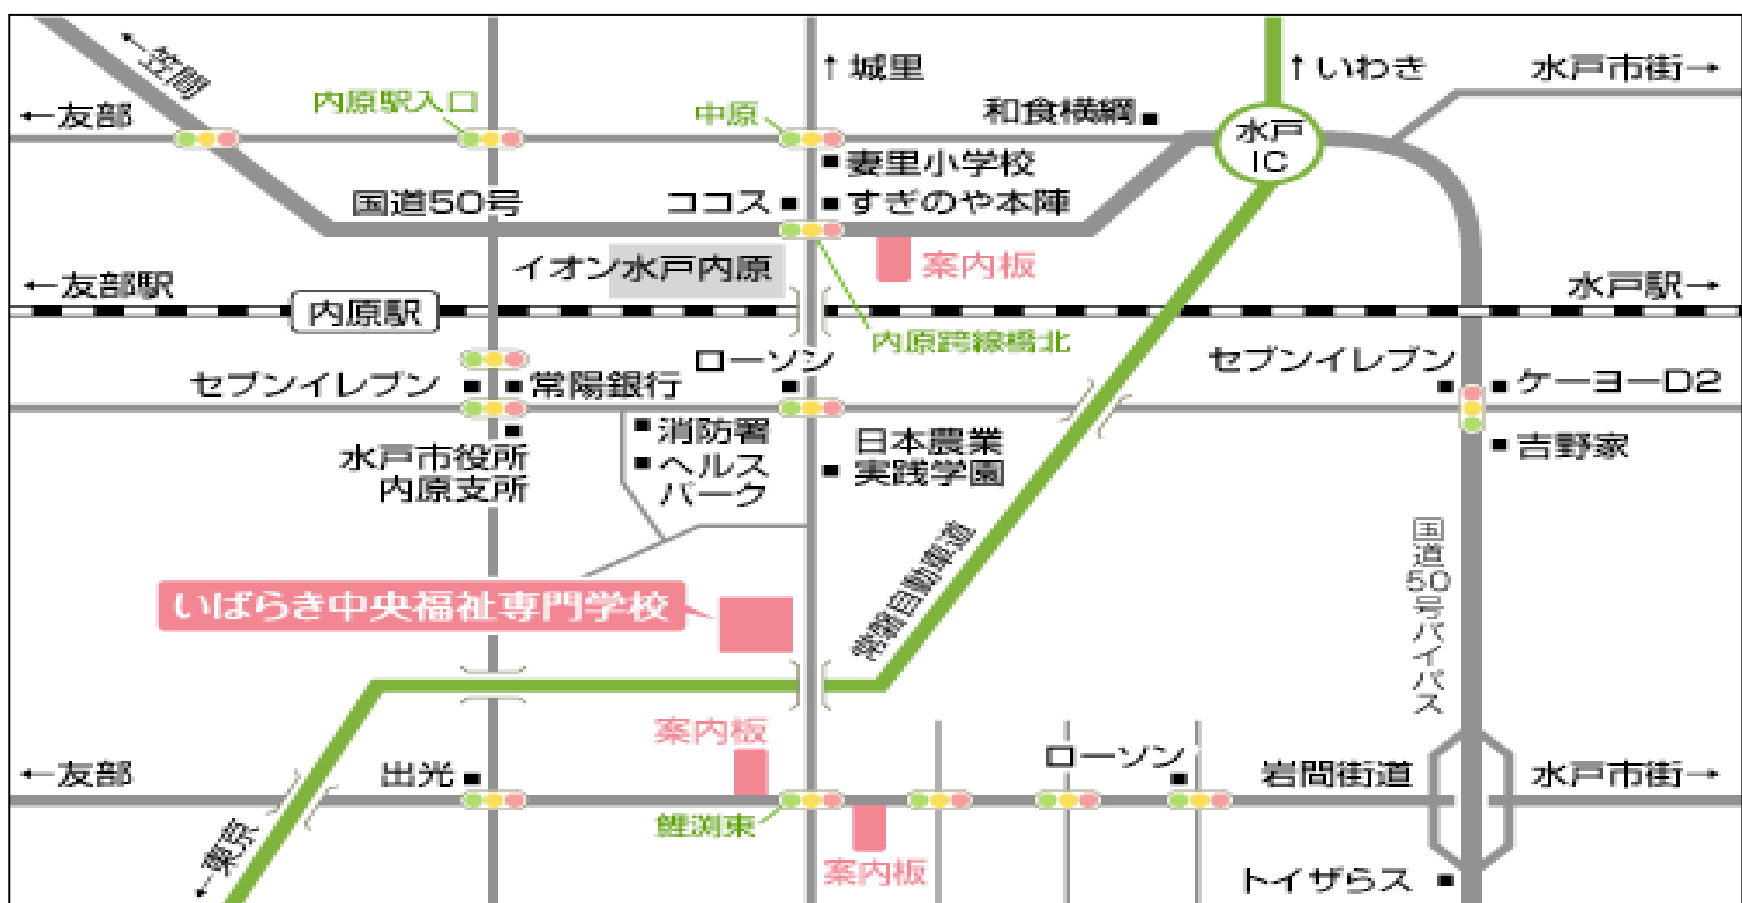 ↑城里
↑いわき
水戸市街→
←笠間
←友部
内原駅入口
中原
和食横綱
水戸
IC
妻里小学校
国道50号
ココス
すぎのや本陣
イオン水戸内原
案内板
←友部駅
水戸駅→
内原駅
内原跨線橋北
ローソン
セブンイレブン
セブンイレブン
常陽銀行
ケーヨーD2
消防署
日本農業
実践学園
吉野家
水戸市役所
内原支所
ヘルス
パーク
国道50号バイパス
常磐自動車道
いばらき中央福祉専門学校
案内板
ローソン
←友部
出光
岩間街道
水戸市街→
鯉渕東
←東京
案内板
トイザらス